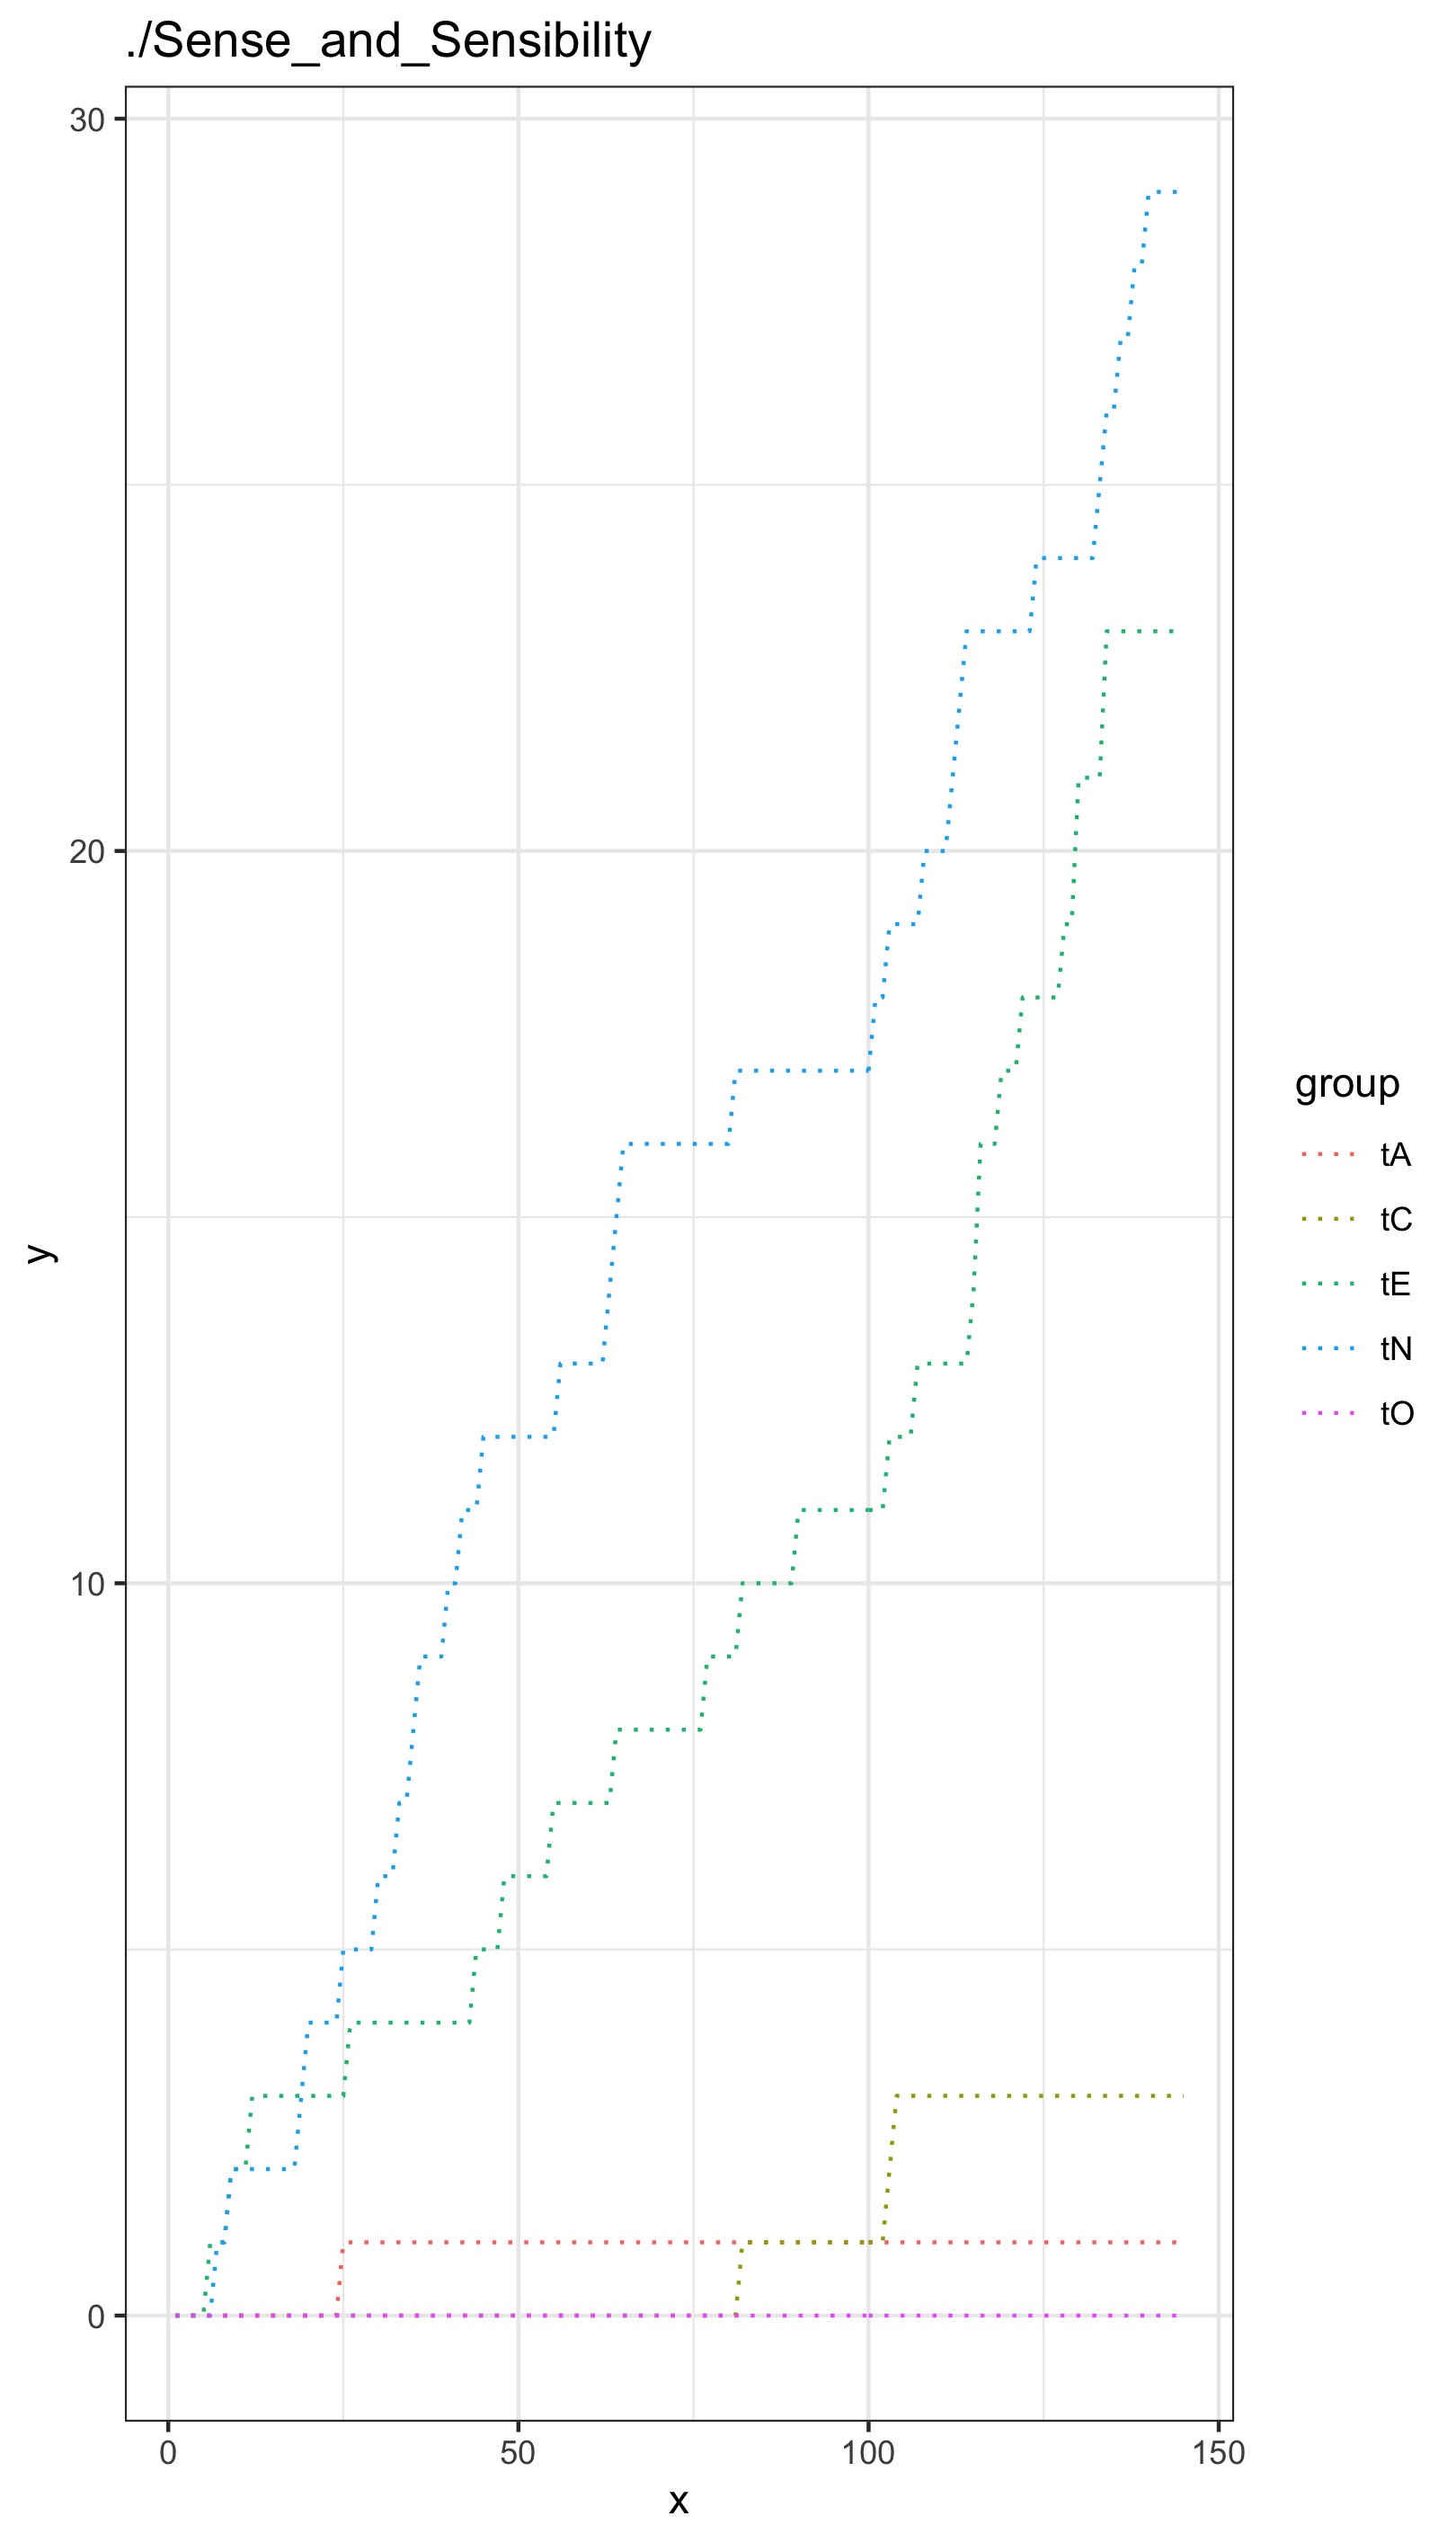 ./Sense_and_Sensibility
30
20
10
0
y
0 50 100 150
x
group
tA
tC
tE
tN
tO